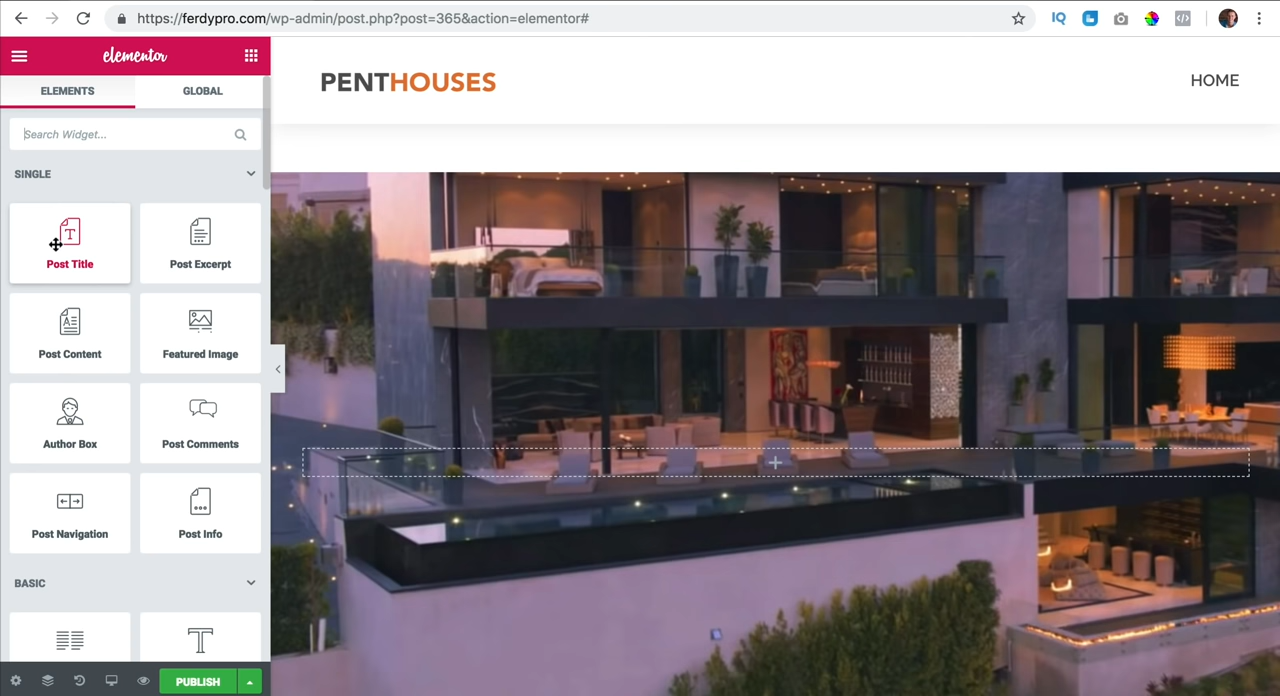 https://ferdypro.com/wp-admin/post.php?post=365&action=elementor#
IQ
elementor
ELEMENTS
GLOBAL
Search Widget...
SINGLE
Post Title
Post Excerpt
Post Content
Featured Image
Author Box
Post Comments
Post Navigation
Post Info
BASIC
PUBLISH
PENTHOUSES
HOME